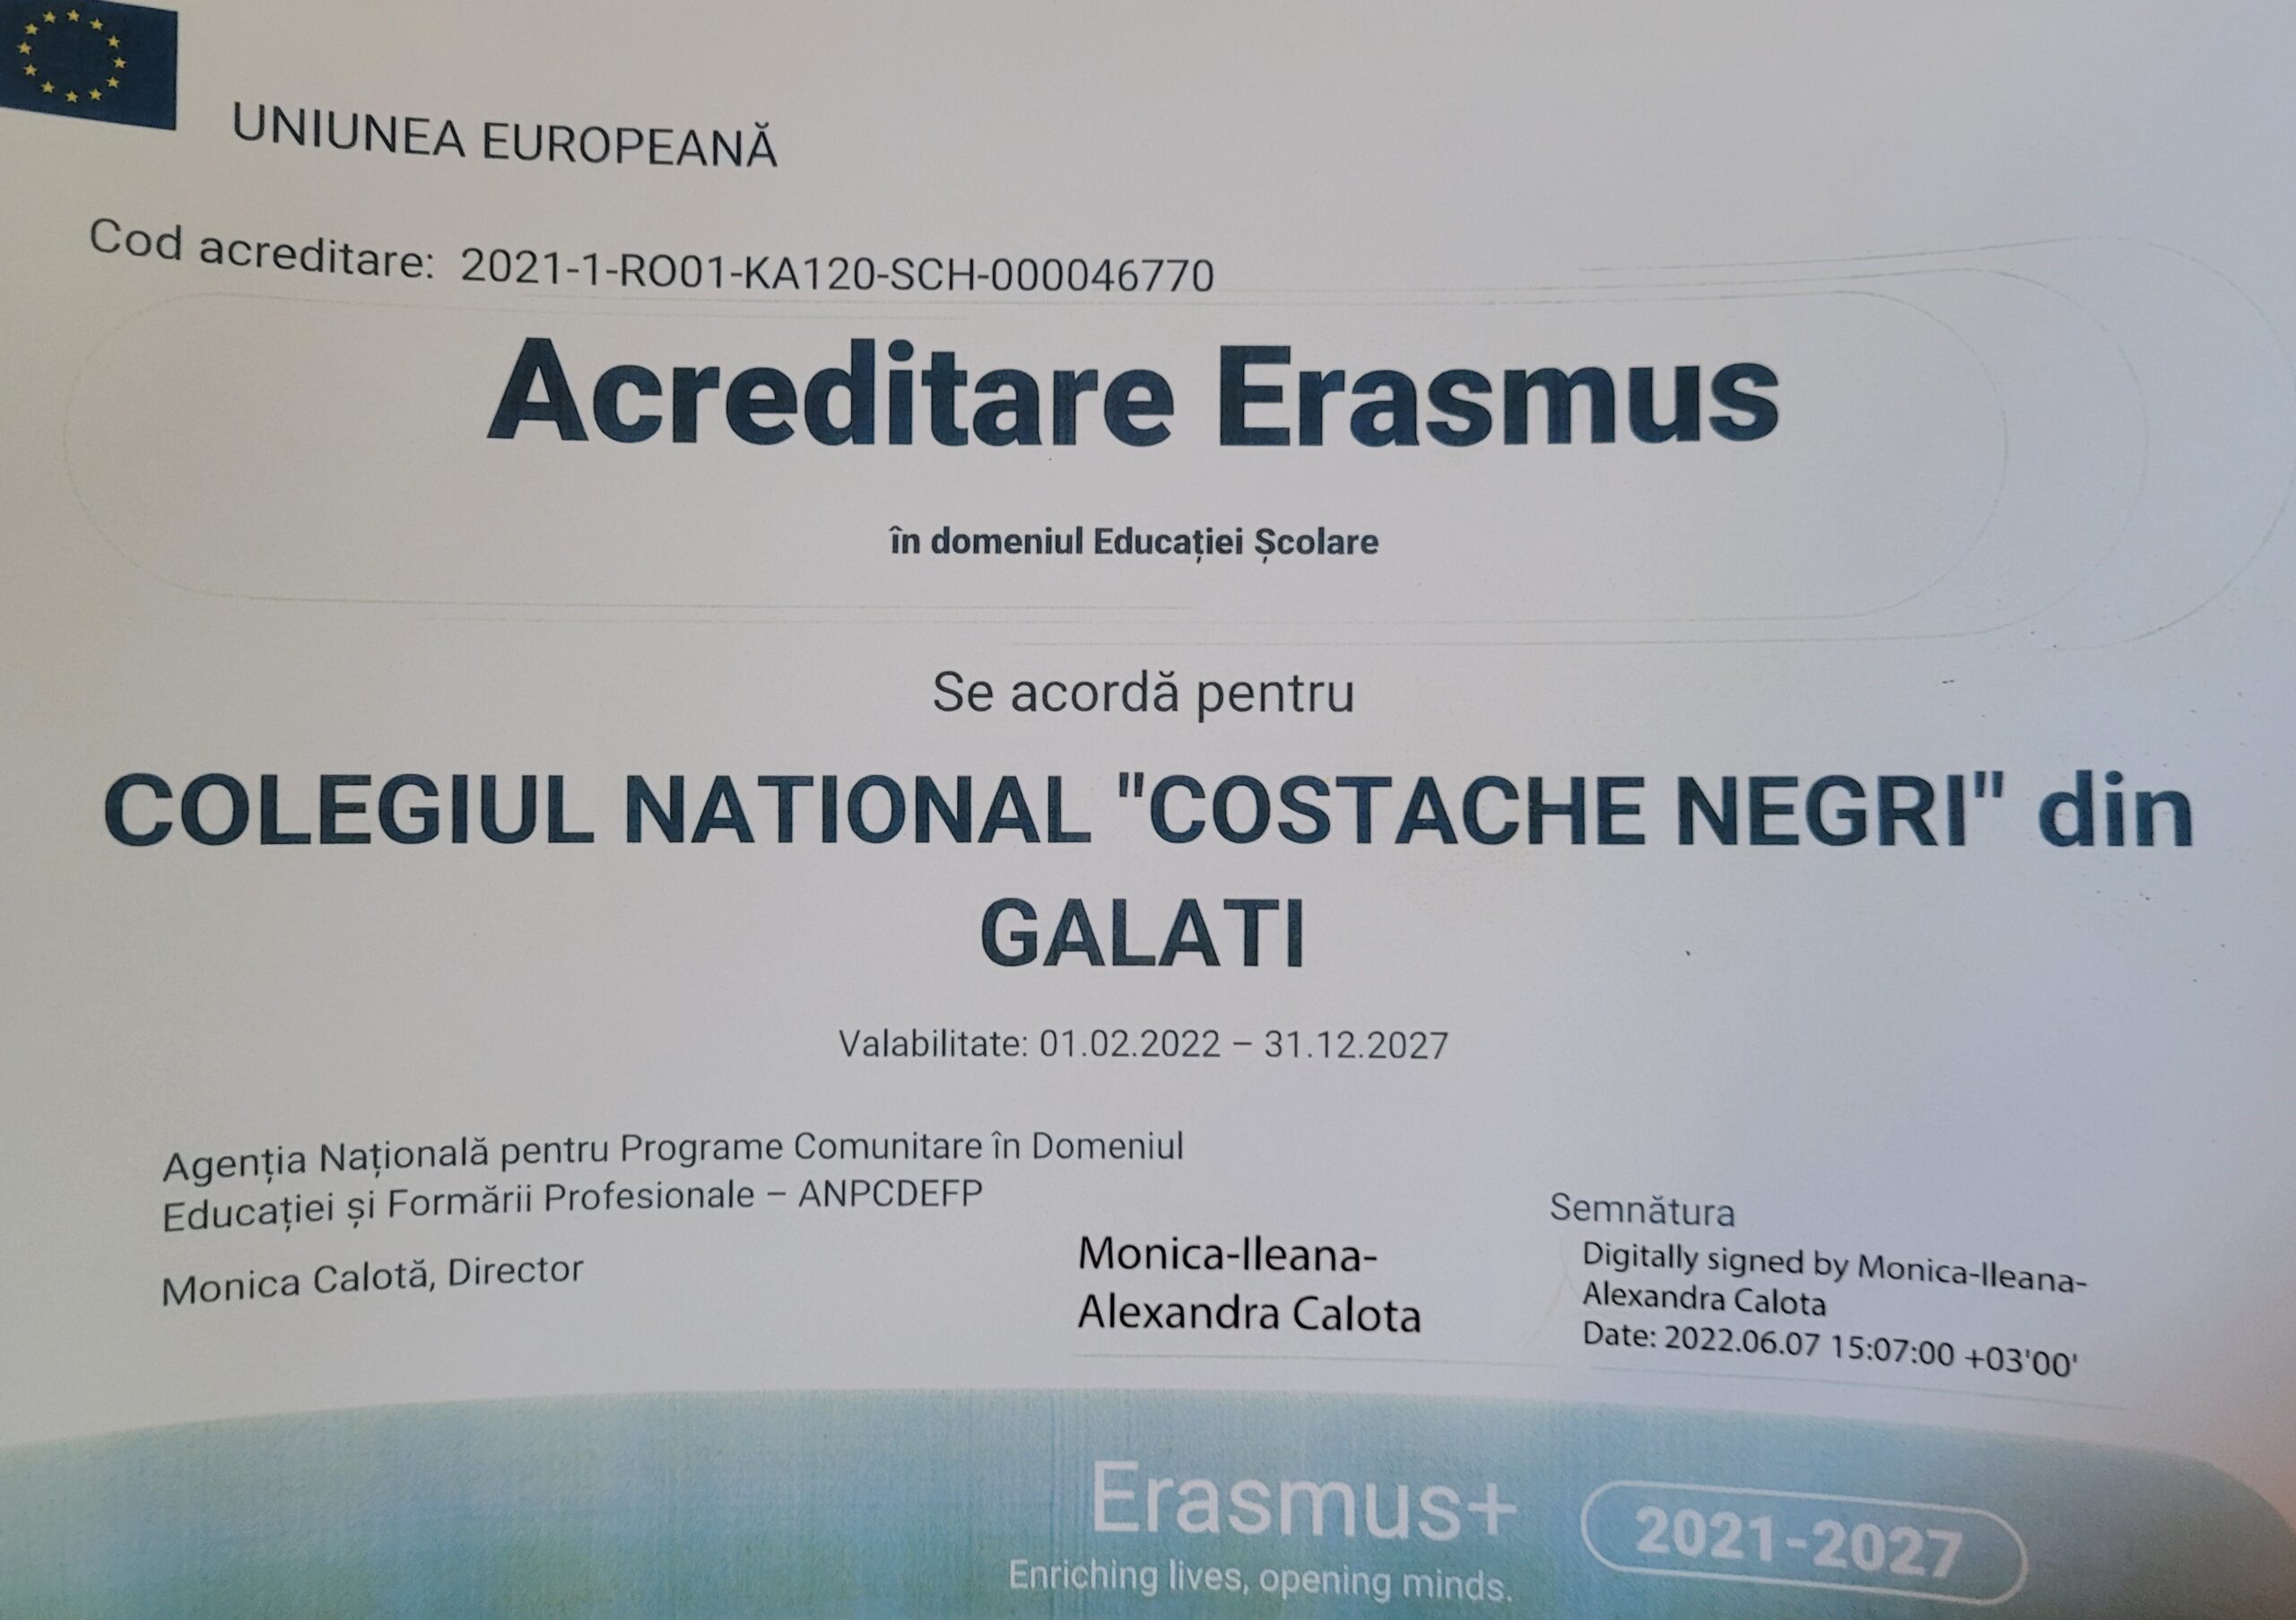 UNIUNEA EUROPEANĂ
Cod acreditare: 2021-1-RO01-KA120-SCH-000046770
Acreditare Erasmus
în domeniul Educației Școlare
Se acordă pentru
COLEGIUL NATIONAL "COSTACHE NEGRI" din
GALATI
Valabilitate: 01.02.2022 – 31.12.2027
Agenția Națională pentru Programe Comunitare în Domeniul
Educației și Formării Profesionale – ANPCDEFP
Monica Calotă, Director
Monica-Ileana-
Alexandra Calota
Semnătura
Digitally signed by Monica-Ileana-
Alexandra Calota
Date: 2022.06.07 15:07:00 +03'00'
Erasmus+
Enriching lives, opening minds.
2021-2027